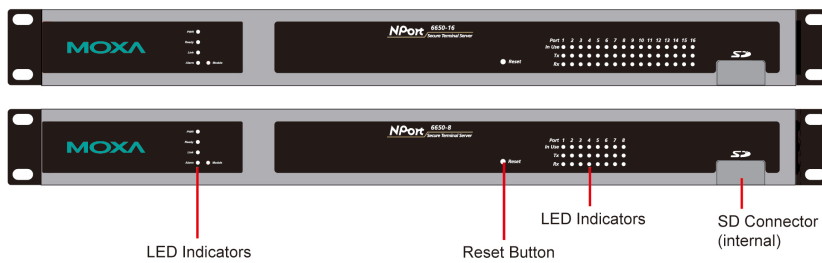 MOXA
PWR
Ready
Link
Alarm Module
NPort 6650-16
Secure Terminal Server
Reset
Port 1 2 3 4 5 6 7 8 9 10 11 12 13 14 15 16
In Use
Tx
Rx
SD
MOXA
PWR
Ready
Link
Alarm Module
NPort 6650-8
Secure Terminal Server
Reset
Port 1 2 3 4 5 6 7 8
In Use
Tx
Rx
SD
LED Indicators
Reset Button
LED Indicators
SD Connector
(internal)